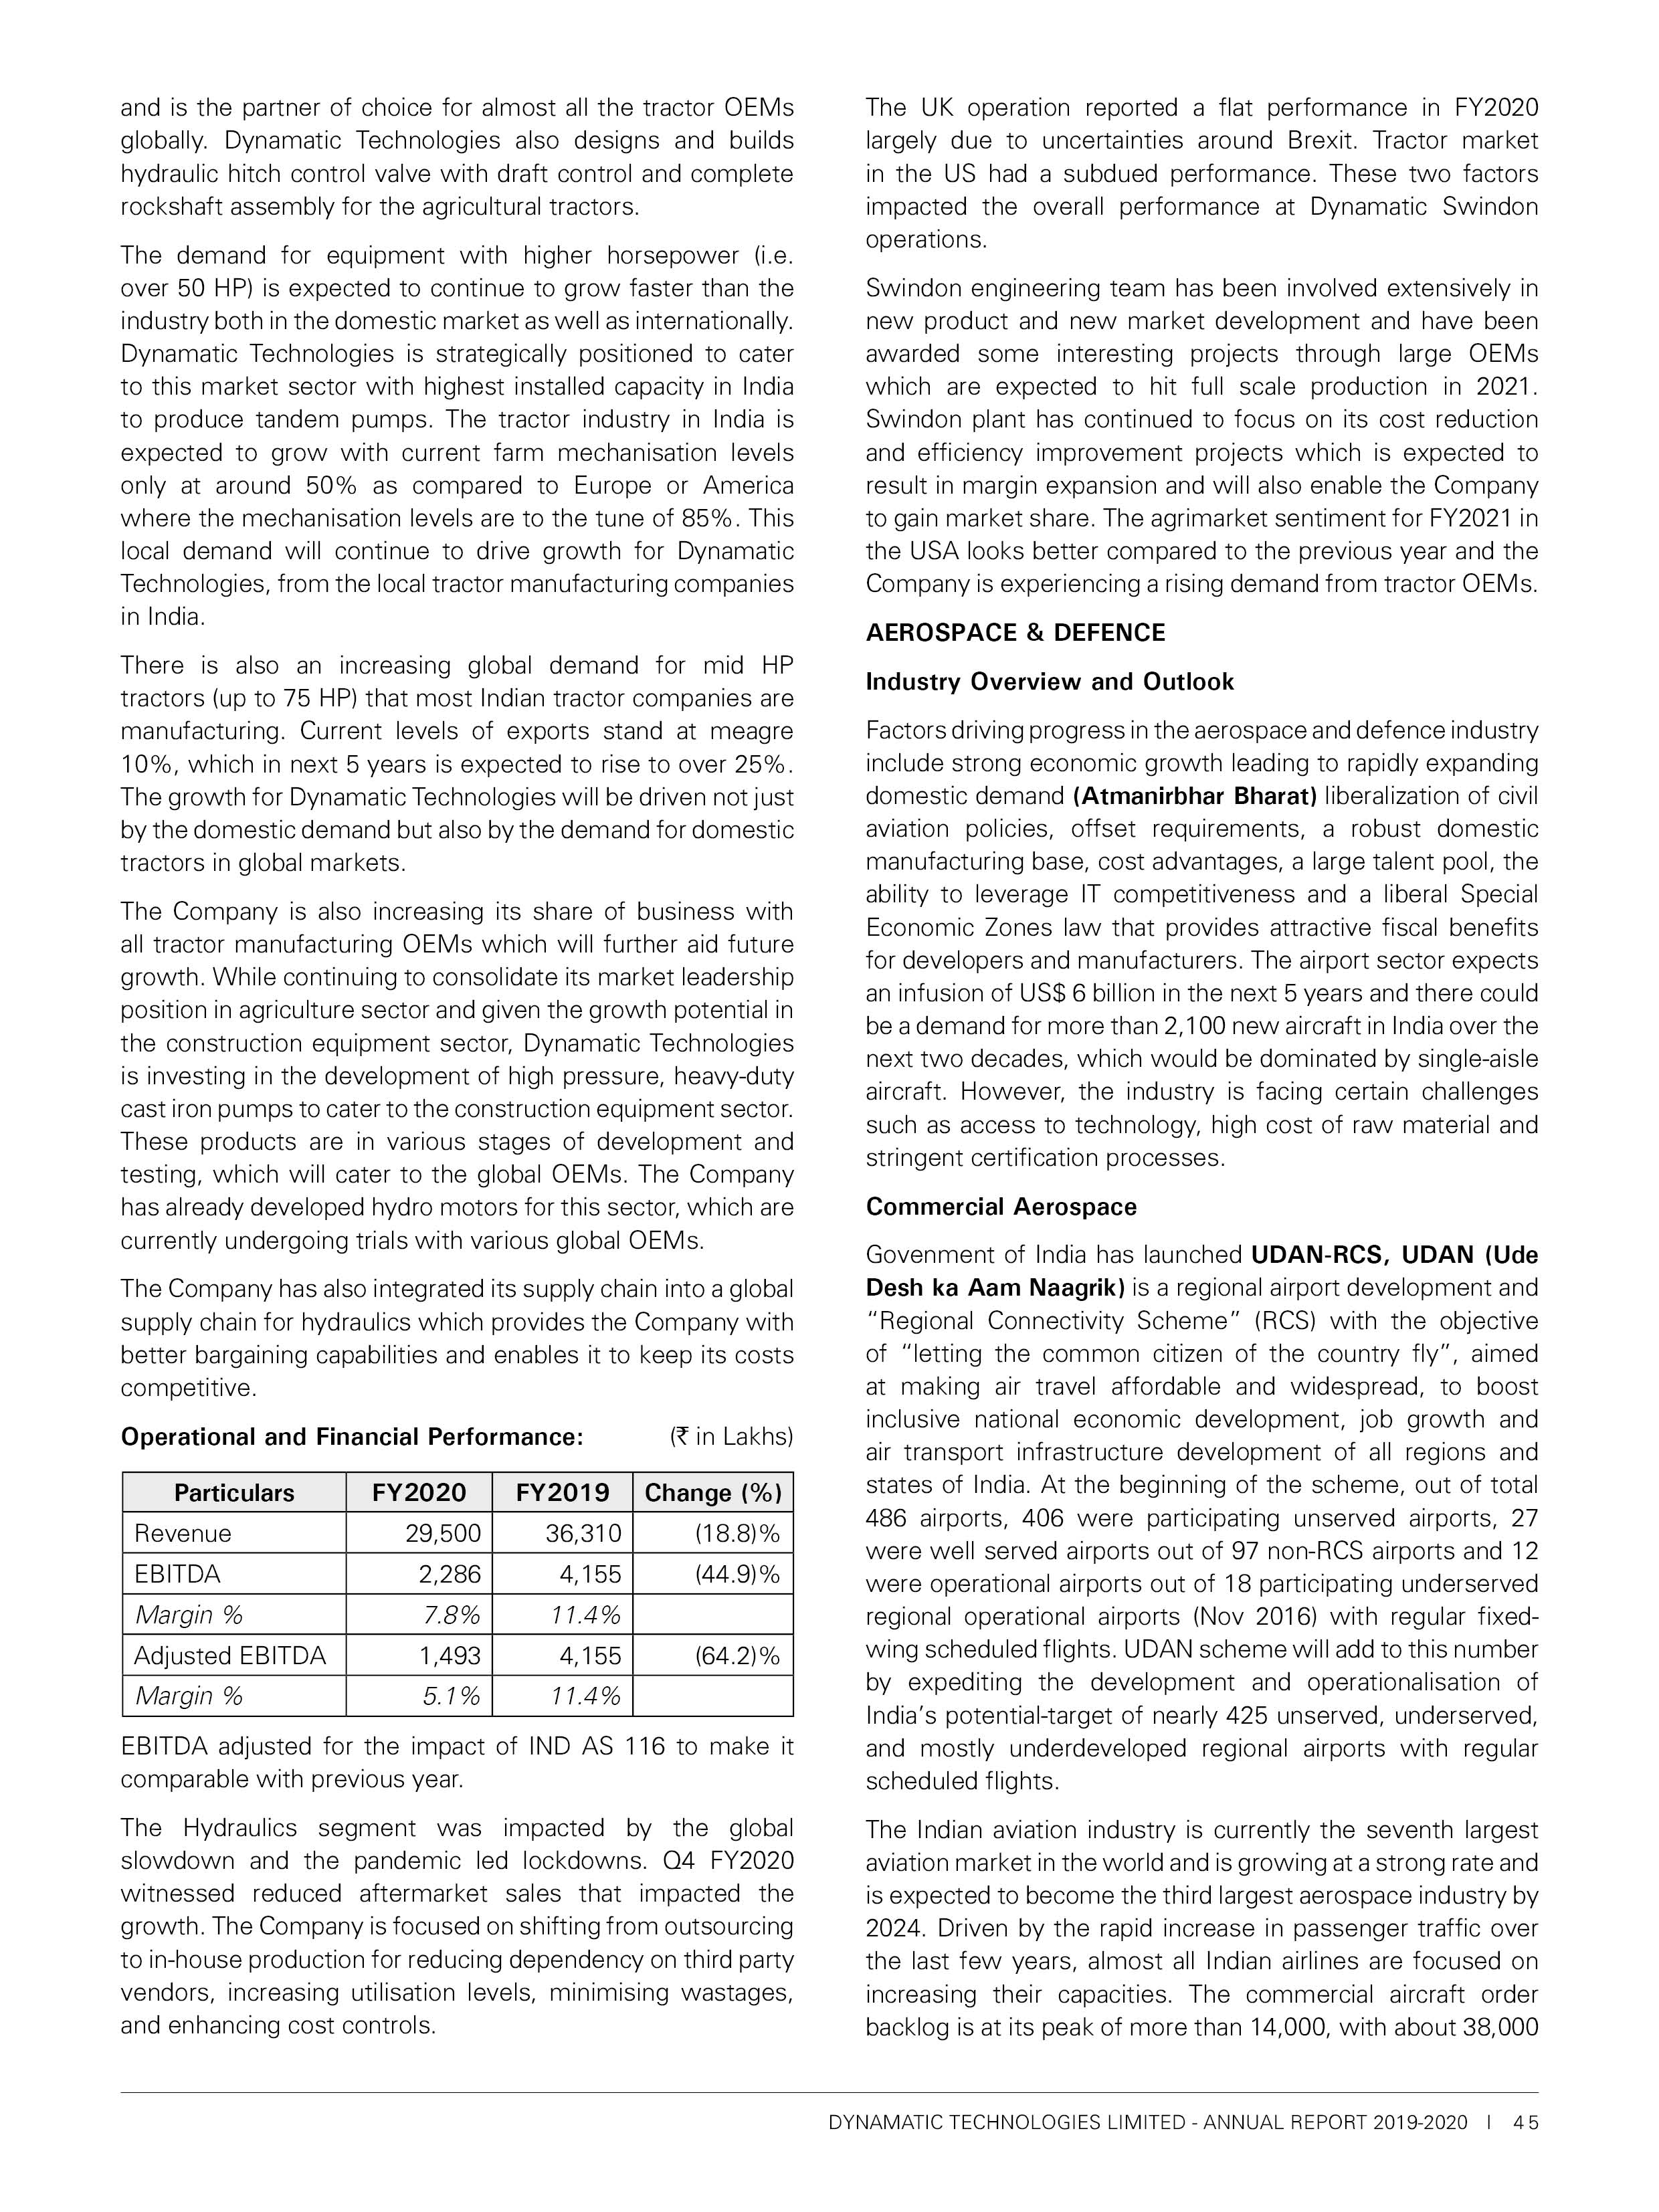 and is the partner of choice for almost all the tractor OEMs
globally. Dynamatic Technologies also designs and builds
hydraulic hitch control valve with draft control and complete
rockshaft assembly for the agricultural tractors.
The demand for equipment with higher horsepower (i.e.
over 50 HP) is expected to continue to grow faster than the
industry both in the domestic market as well as internationally.
Dynamatic Technologies is strategically positioned to cater
to this market sector with highest installed capacity in India
to produce tandem pumps. The tractor industry in India is
expected to grow with current farm mechanisation levels
only at around 50% as compared to Europe or America
where the mechanisation levels are to the tune of 85%. This
local demand will continue to drive growth for Dynamatic
Technologies, from the local tractor manufacturing companies
in India.
There is also an increasing global demand for mid HP
tractors (up to 75 HP) that most Indian tractor companies are
manufacturing. Current levels of exports stand at meagre
10%, which in next 5 years is expected to rise to over 25%.
The growth for Dynamatic Technologies will be driven not just
by the domestic demand but also by the demand for domestic
tractors in global markets.
The Company is also increasing its share of business with
all tractor manufacturing OEMs which will further aid future
growth. While continuing to consolidate its market leadership
position in agriculture sector and given the growth potential in
the construction equipment sector, Dynamatic Technologies
is investing in the development of high pressure, heavy-duty
cast iron pumps to cater to the construction equipment sector.
These products are in various stages of development and
testing, which will cater to the global OEMs. The Company
has already developed hydro motors for this sector, which are
currently undergoing trials with various global OEMs.
The Company has also integrated its supply chain into a global
supply chain for hydraulics which provides the Company with
better bargaining capabilities and enables it to keep its costs
competitive.
Operational and Financial Performance: (₹ in Lakhs)
Particulars FY2020 FY2019 Change (%)
Revenue 29,500 36,310 (18.8)%
EBITDA 2,286 4,155 (44.9)%
Margin % 7.8% 11.4%
Adjusted EBITDA 1,493 4,155 (64.2)%
Margin % 5.1% 11.4%
EBITDA adjusted for the impact of IND AS 116 to make it
comparable with previous year.
The Hydraulics segment was impacted by the global
slowdown and the pandemic led lockdowns. Q4 FY2020
witnessed reduced aftermarket sales that impacted the
growth. The Company is focused on shifting from outsourcing
to in-house production for reducing dependency on third party
vendors, increasing utilisation levels, minimising wastages,
and enhancing cost controls.
The UK operation reported a flat performance in FY2020
largely due to uncertainties around Brexit. Tractor market
in the US had a subdued performance. These two factors
impacted the overall performance at Dynamatic Swindon
operations.
Swindon engineering team has been involved extensively in
new product and new market development and have been
awarded some interesting projects through large OEMs
which are expected to hit full scale production in 2021.
Swindon plant has continued to focus on its cost reduction
and efficiency improvement projects which is expected to
result in margin expansion and will also enable the Company
to gain market share. The agrimarket sentiment for FY2021 in
the USA looks better compared to the previous year and the
Company is experiencing a rising demand from tractor OEMs.
AEROSPACE & DEFENCE
Industry Overview and Outlook
Factors driving progress in the aerospace and defence industry
include strong economic growth leading to rapidly expanding
domestic demand (Atmanirbhar Bharat) liberalization of civil
aviation policies, offset requirements, a robust domestic
manufacturing base, cost advantages, a large talent pool, the
ability to leverage IT competitiveness and a liberal Special
Economic Zones law that provides attractive fiscal benefits
for developers and manufacturers. The airport sector expects
an infusion of US$ 6 billion in the next 5 years and there could
be a demand for more than 2,100 new aircraft in India over the
next two decades, which would be dominated by single-aisle
aircraft. However, the industry is facing certain challenges
such as access to technology, high cost of raw material and
stringent certification processes.
Commercial Aerospace
Govenment of India has launched UDAN-RCS, UDAN (Ude
Desh ka Aam Naagrik) is a regional airport development and
“Regional Connectivity Scheme” (RCS) with the objective
of “letting the common citizen of the country fly”, aimed
at making air travel affordable and widespread, to boost
inclusive national economic development, job growth and
air transport infrastructure development of all regions and
states of India. At the beginning of the scheme, out of total
486 airports, 406 were participating unserved airports, 27
were well served airports out of 97 non-RCS airports and 12
were operational airports out of 18 participating underserved
regional operational airports (Nov 2016) with regular fixed-
wing scheduled flights. UDAN scheme will add to this number
by expediting the development and operationalisation of
India’s potential-target of nearly 425 unserved, underserved,
and mostly underdeveloped regional airports with regular
scheduled flights.
The Indian aviation industry is currently the seventh largest
aviation market in the world and is growing at a strong rate and
is expected to become the third largest aerospace industry by
2024. Driven by the rapid increase in passenger traffic over
the last few years, almost all Indian airlines are focused on
increasing their capacities. The commercial aircraft order
backlog is at its peak of more than 14,000, with about 38,000
DYNAMATIC TECHNOLOGIES LIMITED - ANNUAL REPORT 2019-2020 | 45